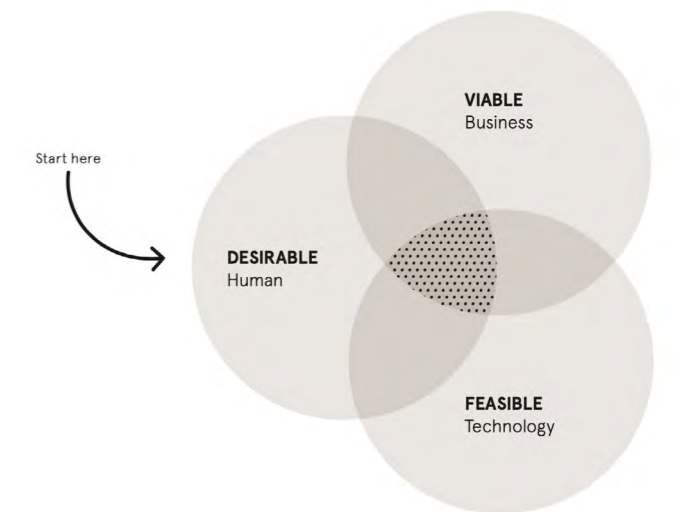 Start here
DESIRABLE
Human
VIABLE
Business
FEASIBLE
Technology